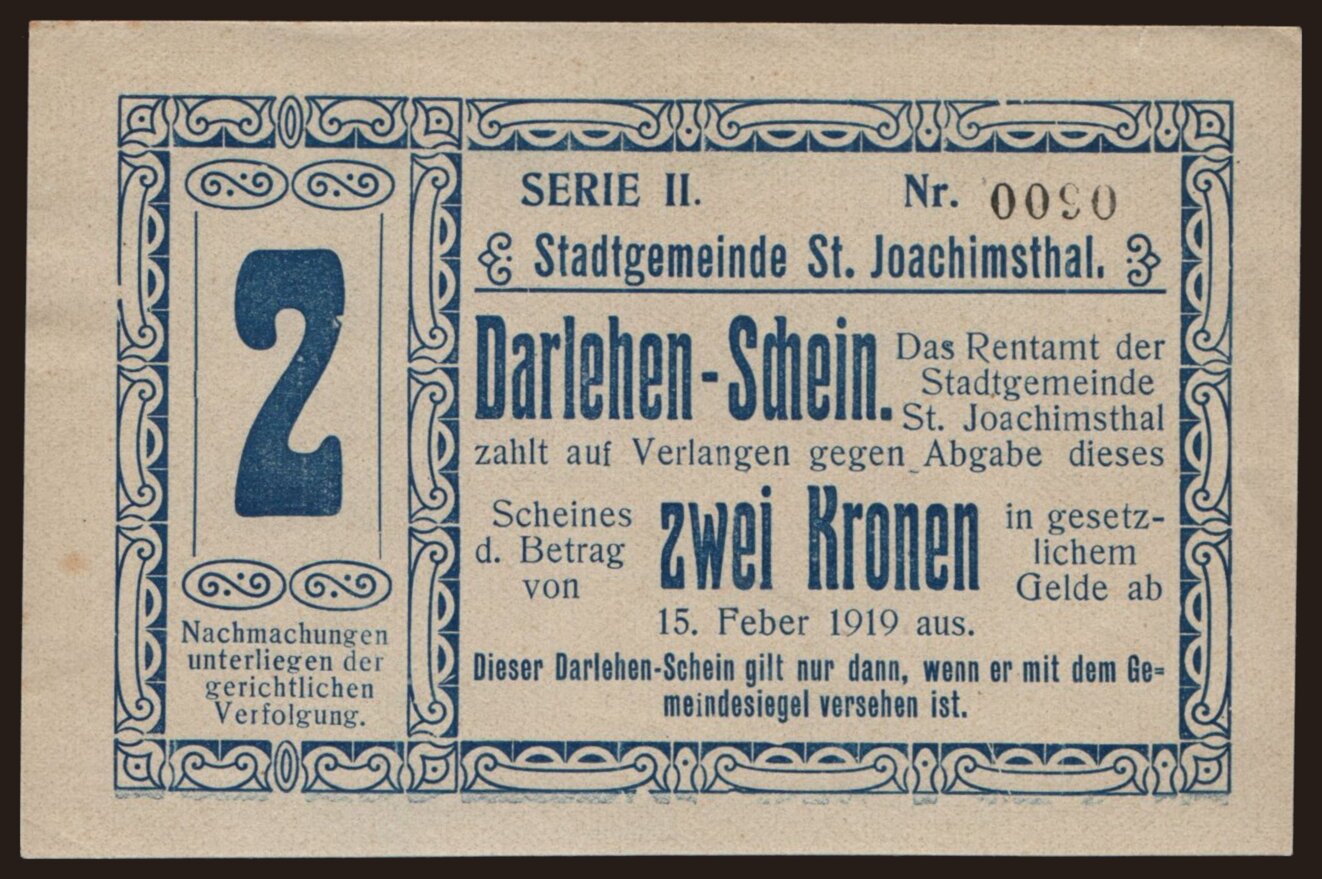 SERIE II. Nr. 0090
Stadtgemeinde St. Joachimsthal.
2
Darlehen-Schein. Das Rentamt der
Stadtgemeinde
St. Joachimsthal
zahlt auf Verlangen gegen Abgabe dieses
Scheines
d. Betrag
von
zwei Kronen
in gesetz-
lichem
Gelde ab
15. Feber 1919 aus.
Dieser Darlehen-Schein gilt nur dann, wenn er mit dem Ge=
meindesiegel versehen ist.
Nachmachungen
unterliegen der
gerichtlichen
Verfolgung.